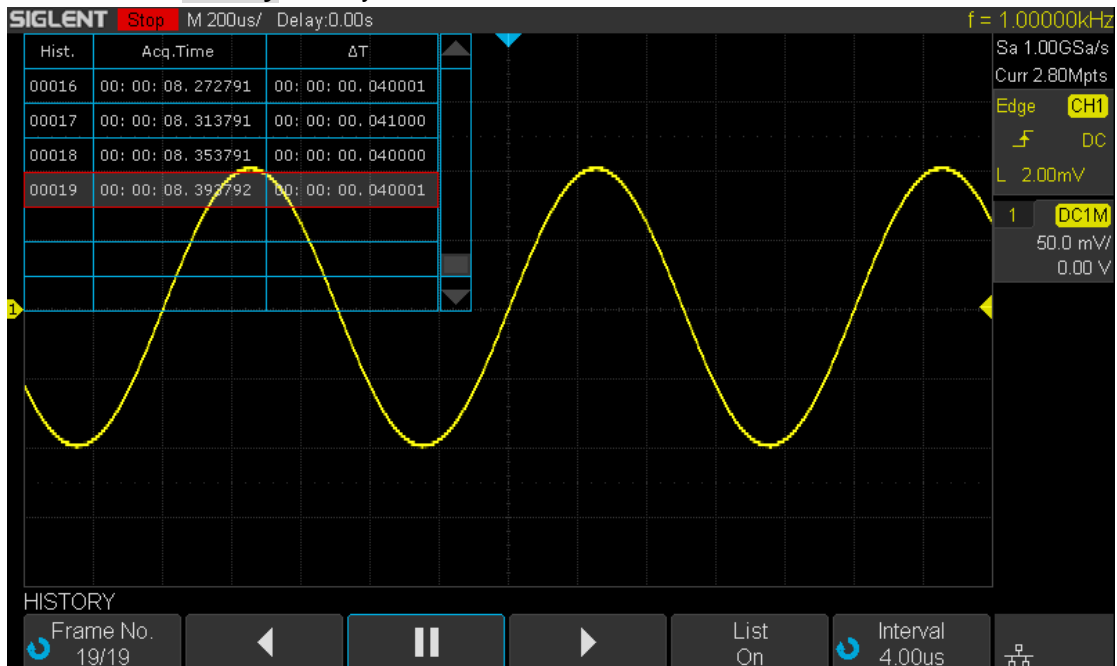 SIGLENT Stop M 200us/ Delay:0.00s f = 1.00000kHz
Hist. Acq.Time ΔT
00016 00: 00: 08. 272791 00: 00: 00. 040001
00017 00: 00: 08. 313791 00: 00: 00. 041000
00018 00: 00: 08. 353791 00: 00: 00. 040000
00019 00: 00: 08. 393792 00: 00: 00. 040001
Sa 1.00GSa/s
Curr 2.80Mpts
Edge CH1
DC
L 2.00mV
1 DC1M
50.0 mV/
0.00 V
1
HISTORY
Frame No.
19/19
List
On
Interval
4.00us